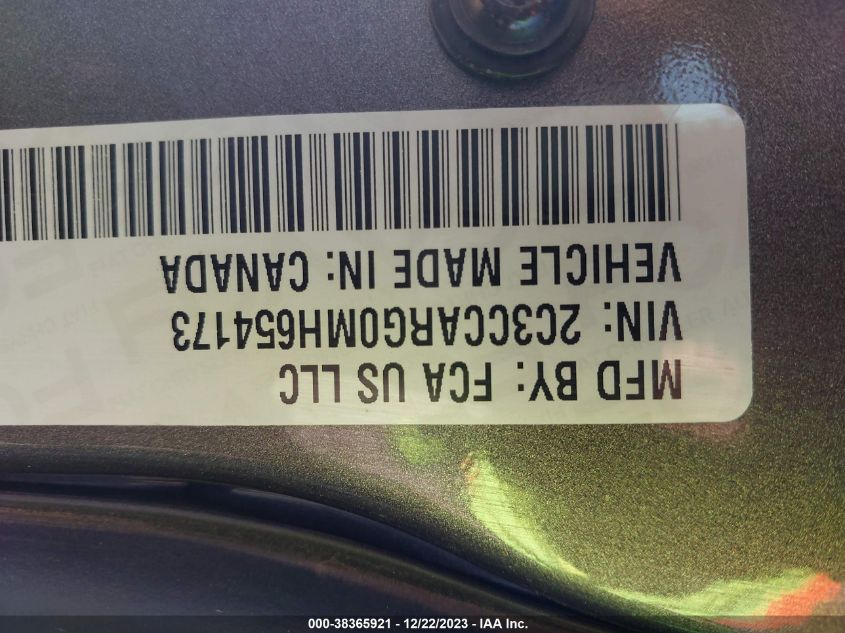 MFD BY: FCA US LLC
VIN: 2C3CCARG0MH654173
VEHICLE MADE IN: CANADA
000-38365921 - 12/22/2023 - IAA Inc.